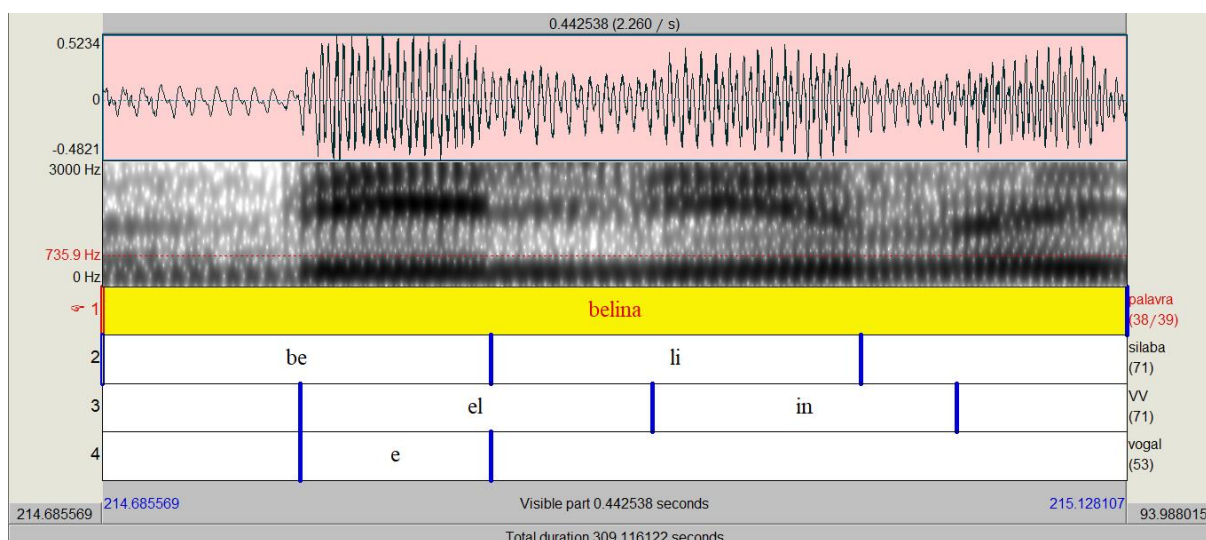 0.442538 (2.260 / s)
0.5234
0
-0.4821
3000 Hz
735.9 Hz
0 Hz
☞ 1 belina palavra (38/39)
2 be li silaba (71)
3 el in VV (71)
4 e vogal (53)
214.685569 214.685569 Visible part 0.442538 seconds 215.128107 93.988015
Total duration 309.116122 seconds